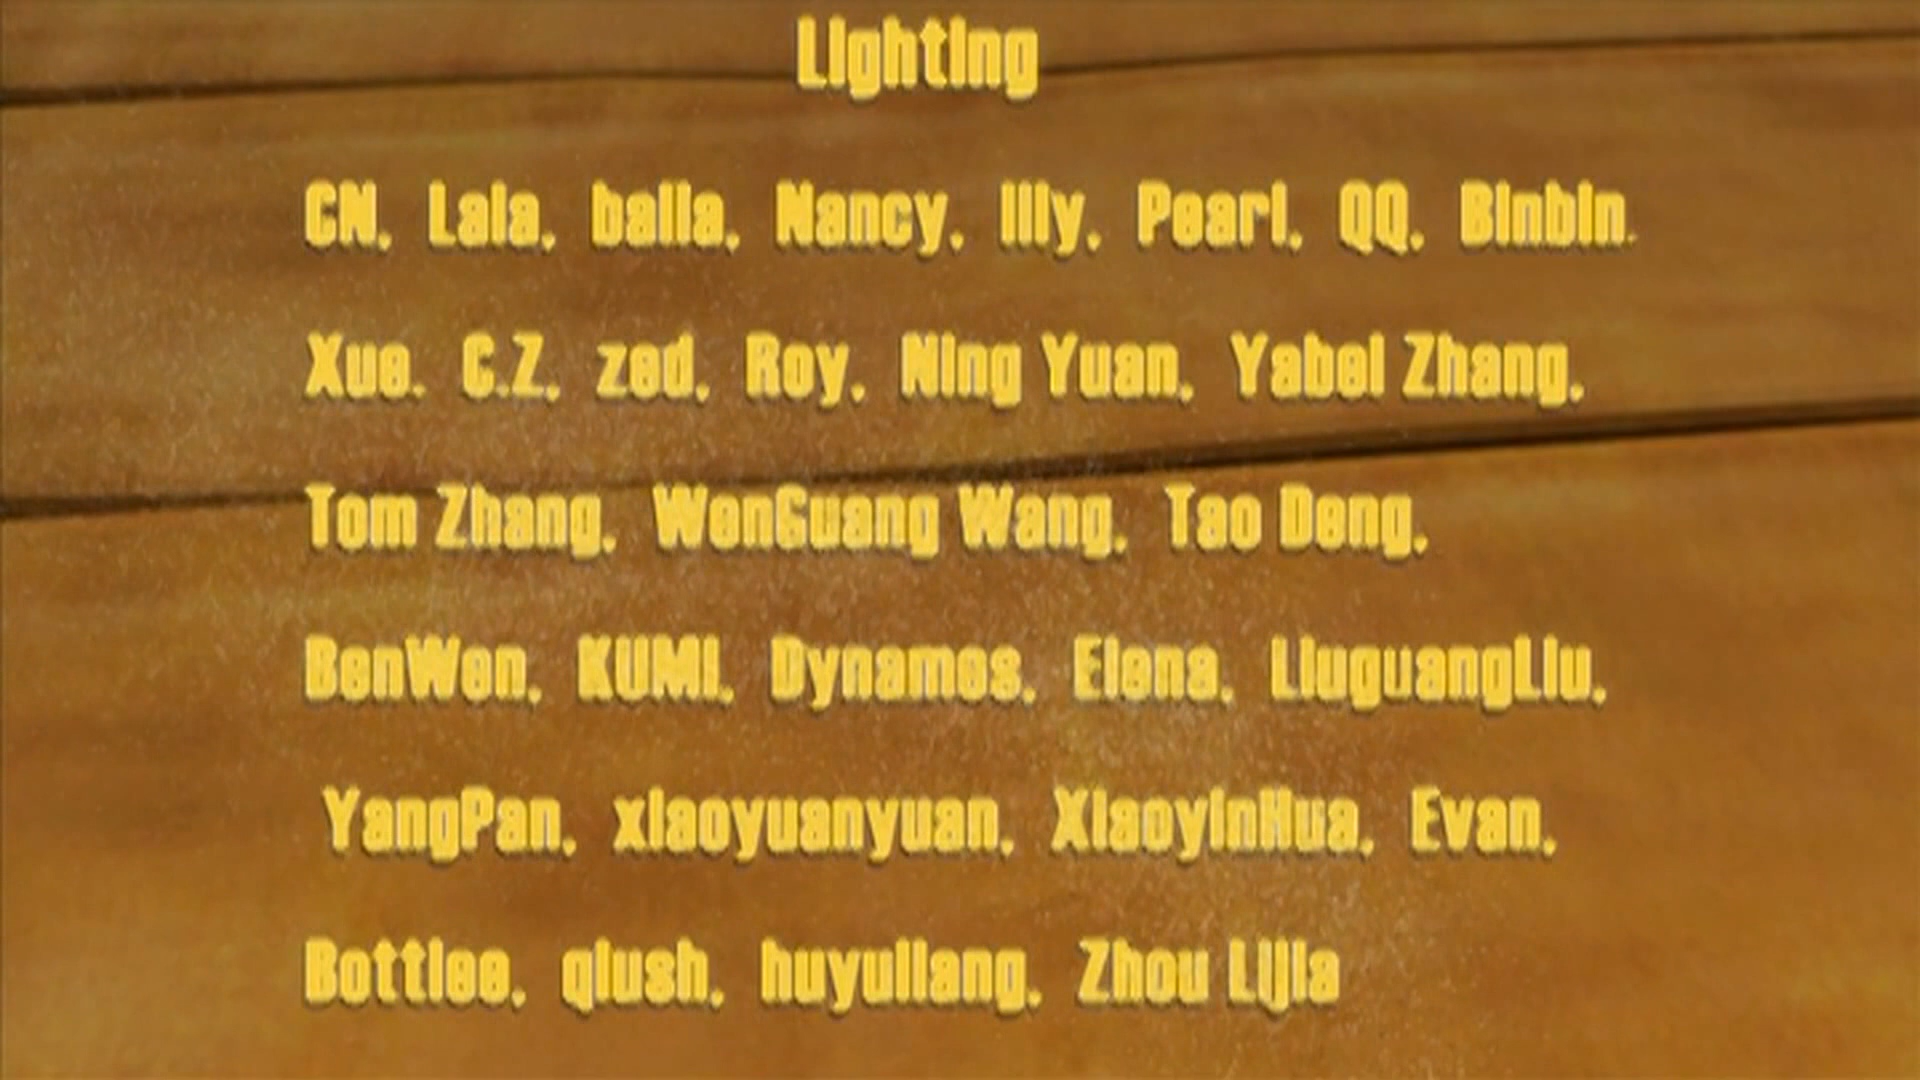 Lighting
CN, Lala, balla, Nancy, lily, Pearl, QQ, Binbin.
Xue. C.Z, zed, Roy, Ning Yuan, Yabei Zhang,
Tom Zhang, WenGuang Wang, Tao Deng,
BenWen, KUMI, Dynames, Elena, LiuguangLiu,
YangPan, xiaoyuanyuan, XiaoyinHua, Evan,
Bottlee, qiush, huyuliang, Zhou Lijia